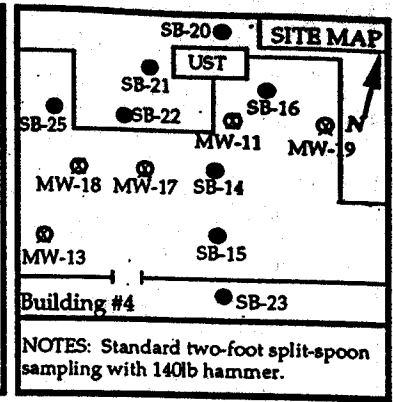 SB-20
SITE MAP
UST
SB-21
SB-16
SB-25
SB-22
MW-11
MW-19
N
MW-18
MW-17
SB-14
MW-13
SB-15
Building #4
SB-23
NOTES: Standard two-foot split-spoon
sampling with 140lb hammer.